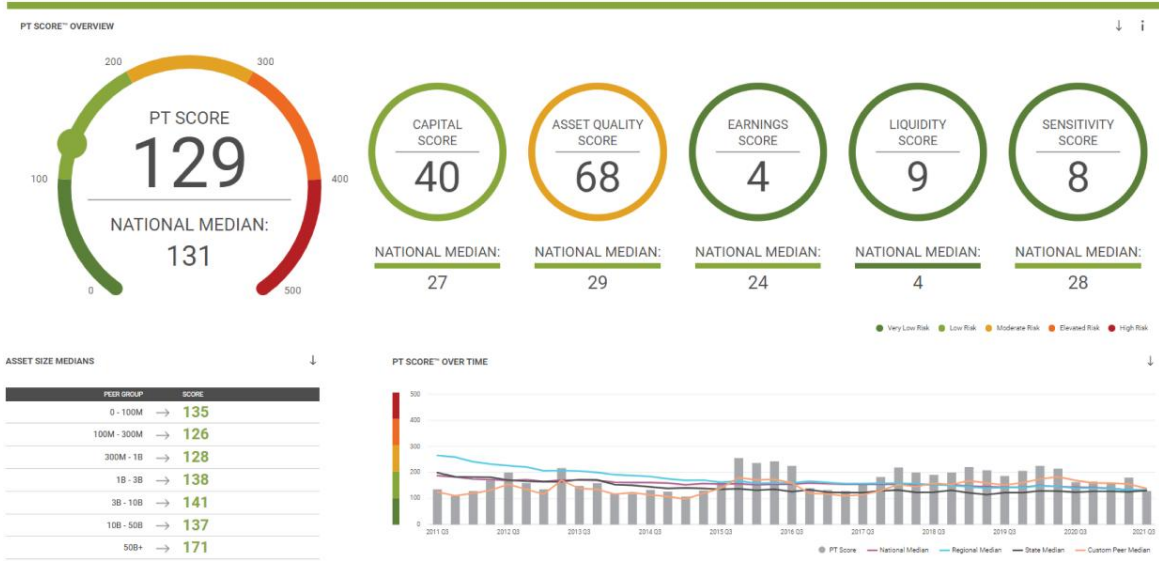 PT SCORE™ OVERVIEW
200
300
100
400
0
500
PT SCORE
129
NATIONAL MEDIAN:
131
CAPITAL
SCORE
40
NATIONAL MEDIAN:
27
ASSET QUALITY
SCORE
68
NATIONAL MEDIAN:
29
EARNINGS
SCORE
4
NATIONAL MEDIAN:
24
LIQUIDITY
SCORE
9
NATIONAL MEDIAN:
4
SENSITIVITY
SCORE
8
NATIONAL MEDIAN:
28
Very Low Risk Low Risk Moderate Risk Elevated Risk High Risk
ASSET SIZE MEDIANS
PEER GROUP SCORE
0 - 100M → 135
100M - 300M → 126
300M - 1B → 128
1B - 3B → 138
3B - 10B → 141
10B - 50B → 137
50B+ → 171
PT SCORE™ OVER TIME
500
400
300
200
100
0
2011 Q3 2012 Q3 2013 Q3 2014 Q3 2015 Q3 2016 Q3 2017 Q3 2018 Q3 2019 Q3 2020 Q3 2021 Q3
PT Score National Median Regional Median State Median Custom Peer Median